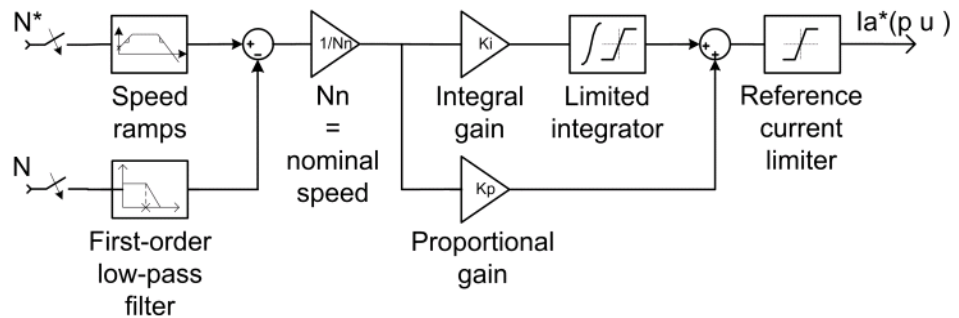 N*
Ia*(p u )
+
-
1/Nn
Ki
+
+
Speed
ramps
Nn
=
nominal
speed
Integral
gain
Limited
integrator
Reference
current
limiter
N
Kp
First-order
low-pass
filter
Proportional
gain